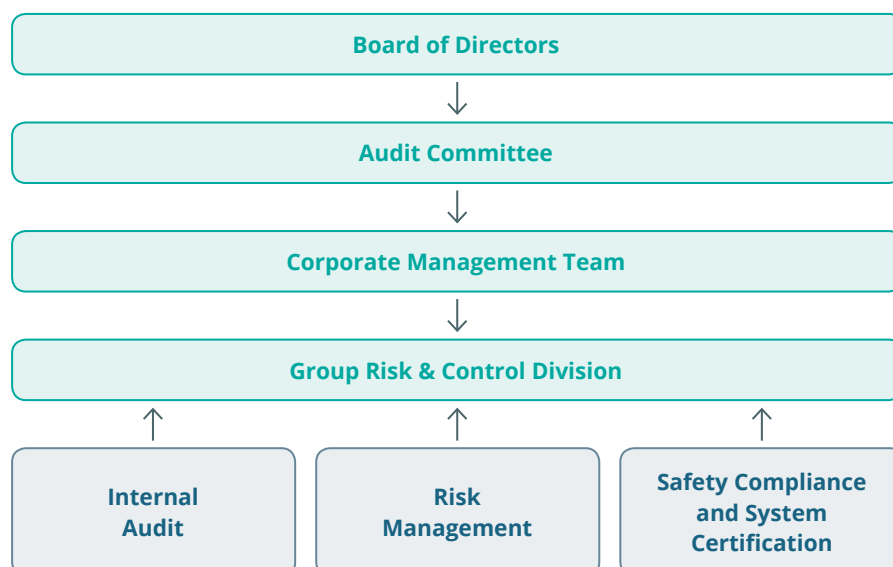 Board of Directors
Audit Committee
Corporate Management Team
Group Risk & Control Division
Internal
Audit
Risk
Management
Safety Compliance
and System
Certification